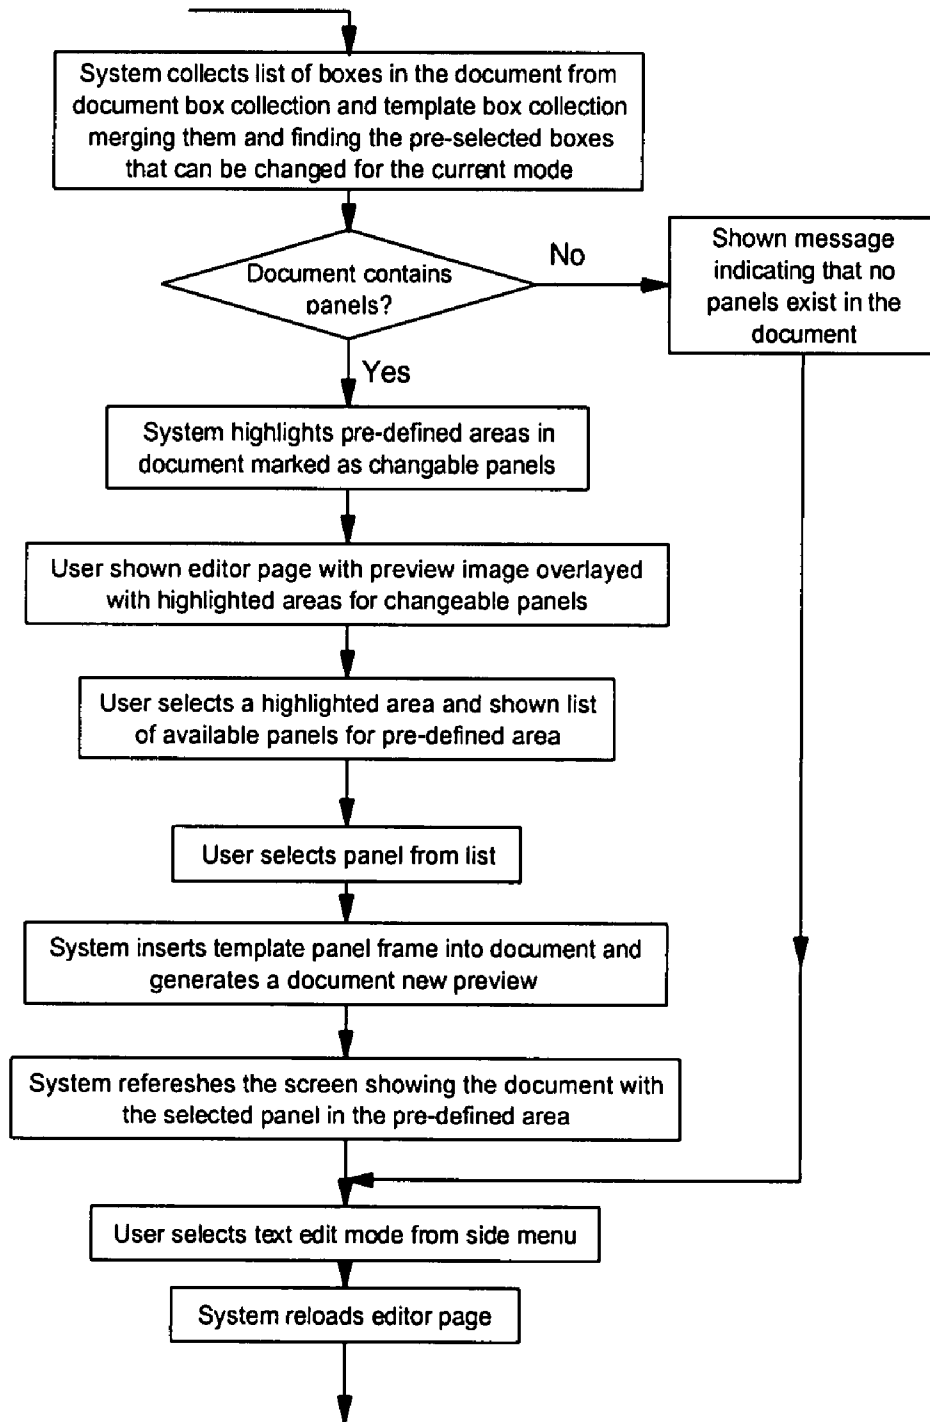 System collects list of boxes in the document from
document box collection and template box collection
merging them and finding the pre-selected boxes
that can be changed for the current mode
Document contains
panels?
No
Shown message
indicating that no
panels exist in the
document
Yes
System highlights pre-defined areas in
document marked as changable panels
User shown editor page with preview image overlayed
with highlighted areas for changeable panels
User selects a highlighted area and shown list
of available panels for pre-defined area
User selects panel from list
System inserts template panel frame into document and
generates a document new preview
System refereshes the screen showing the document with
the selected panel in the pre-defined area
User selects text edit mode from side menu
System reloads editor page